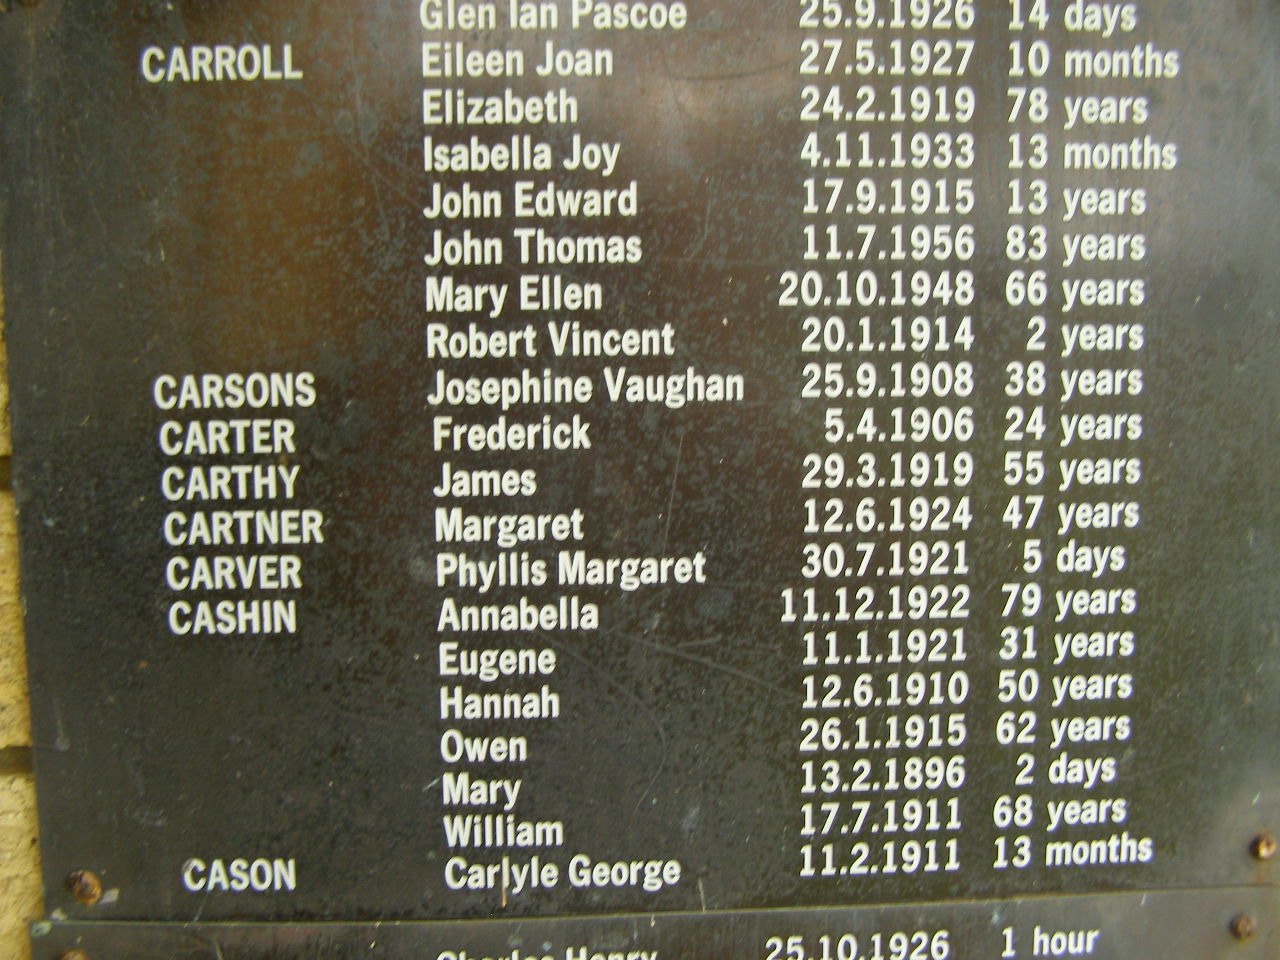 Glen Ian Pascoe 25.9.1926 14 days
CARROLL Eileen Joan 27.5.1927 10 months
Elizabeth 24.2.1919 78 years
Isabella Joy 4.11.1933 13 months
John Edward 17.9.1915 13 years
John Thomas 11.7.1956 83 years
Mary Ellen 20.10.1948 66 years
Robert Vincent 20.1.1914 2 years
CARSONS Josephine Vaughan 25.9.1908 38 years
CARTER Frederick 5.4.1906 24 years
CARTHY James 29.3.1919 55 years
CARTNER Margaret 12.6.1924 47 years
CARVER Phyllis Margaret 30.7.1921 5 days
CASHIN Annabella 11.12.1922 79 years
Eugene 11.1.1921 31 years
Hannah 12.6.1910 50 years
Owen 26.1.1915 62 years
Mary 13.2.1896 2 days
William 17.7.1911 68 years
CASON Carlyle George 11.2.1911 13 months
Charles Henry 25.10.1926 1 hour